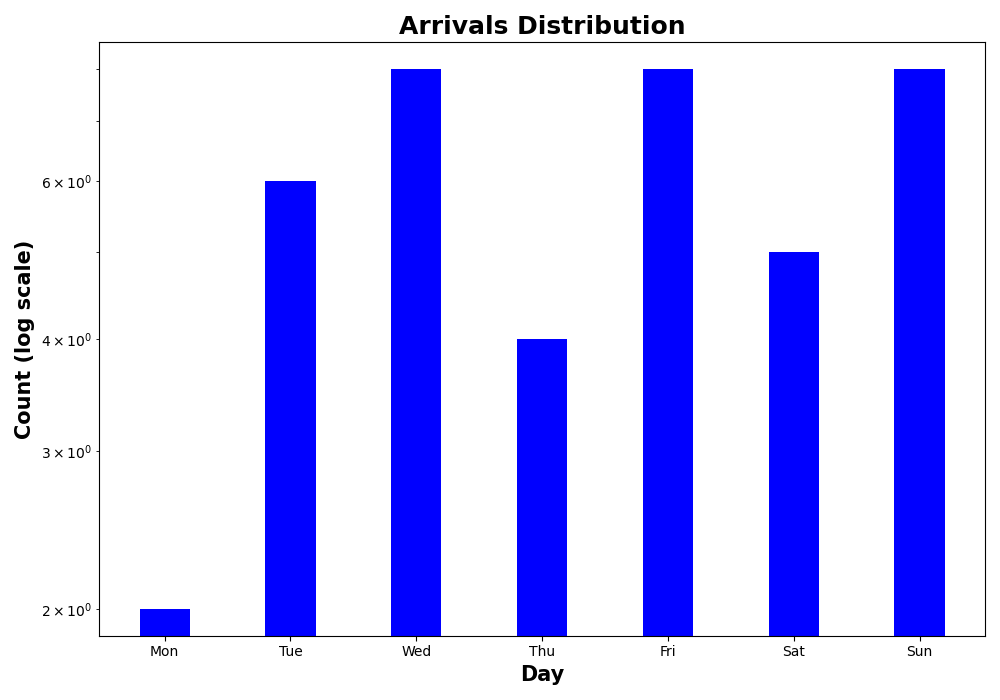 Arrivals Distribution
Count (log scale)
6 × 10⁰
4 × 10⁰
3 × 10⁰
2 × 10⁰
Mon Tue Wed Thu Fri Sat Sun
Day